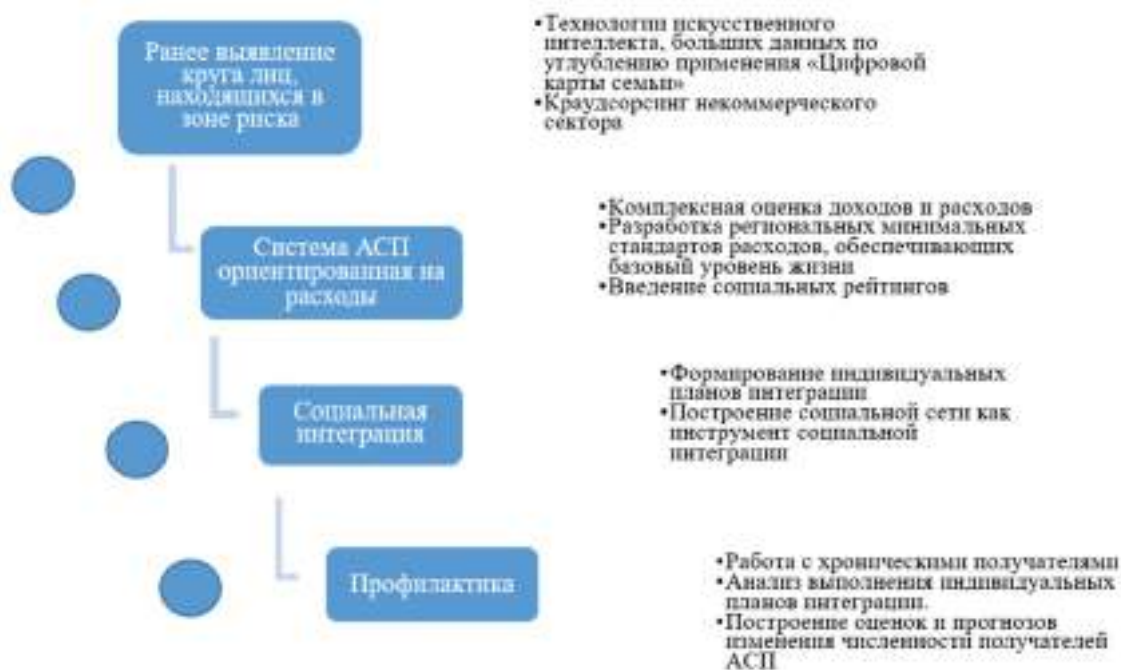 Ранее выявление
круга лиц,
находящихся в
зоне риска
•Технологии искусственного
интеллекта, больших данных по
углублению применения «Цифровой
карты семьи»
•Краудсорсинг некоммерческого
сектора
Система АСП
ориентированная на
расходы
•Комплексная оценка доходов и расходов
•Разработка региональных минимальных
стандартов расходов, обеспечивающих
базовый уровень жизни
•Введение социальных рейтингов
Социальная
интеграция
•Формирование индивидуальных
планов интеграции
•Построение социальной сети как
инструмент социальной
интеграции
Профилактика
•Работа с хроническими получателями
•Анализ выполнения индивидуальных
планов интеграции.
•Построение оценок и прогнозов
изменения численности получателей
АСП